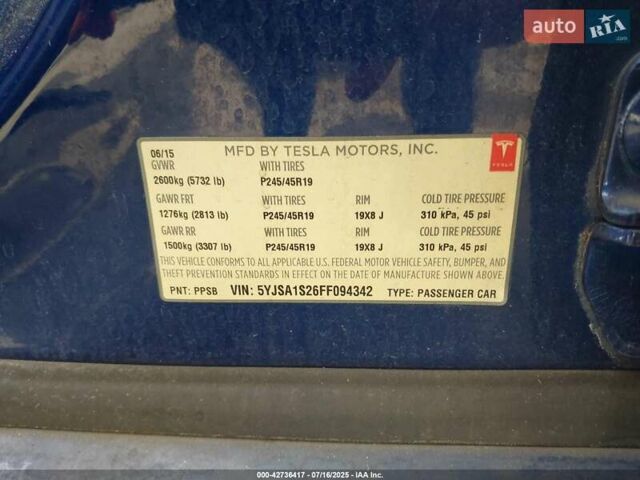 AUTO RIA .com
06/15 MFD BY TESLA MOTORS, INC.
GVWR WITH TIRES
2600kg (5732 lb) P245/45R19
GAWR FRT WITH TIRES RIM COLD TIRE PRESSURE
1276kg (2813 lb) P245/45R19 19X8 J 310 kPa, 45 psi
GAWR RR WITH TIRES RIM COLD TIRE PRESSURE
1500kg (3307 lb) P245/45R19 19X8 J 310 kPa, 45 psi
THIS VEHICLE CONFORMS TO ALL APPLICABLE U.S. FEDERAL MOTOR VEHICLE SAFETY, BUMPER, AND
THEFT PREVENTION STANDARDS IN EFFECT ON THE DATE OF MANUFACTURE SHOWN ABOVE.
PNT: PPSB VIN: 5YJSA1S26FF094342 TYPE: PASSENGER CAR
TESLA
000-42736417 - 07/16/2025 - IAA Inc.